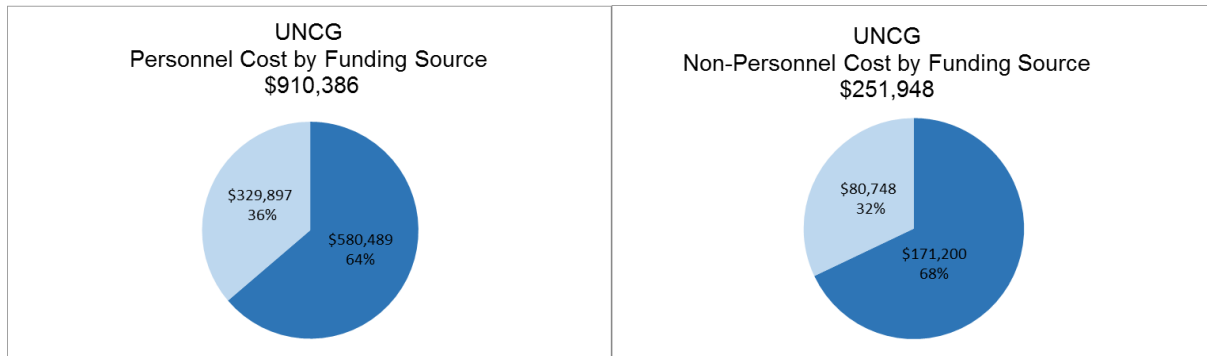 UNCG
Personnel Cost by Funding Source
$910,386
$329,897
36%
$580,489
64%
UNCG
Non-Personnel Cost by Funding Source
$251,948
$80,748
32%
$171,200
68%